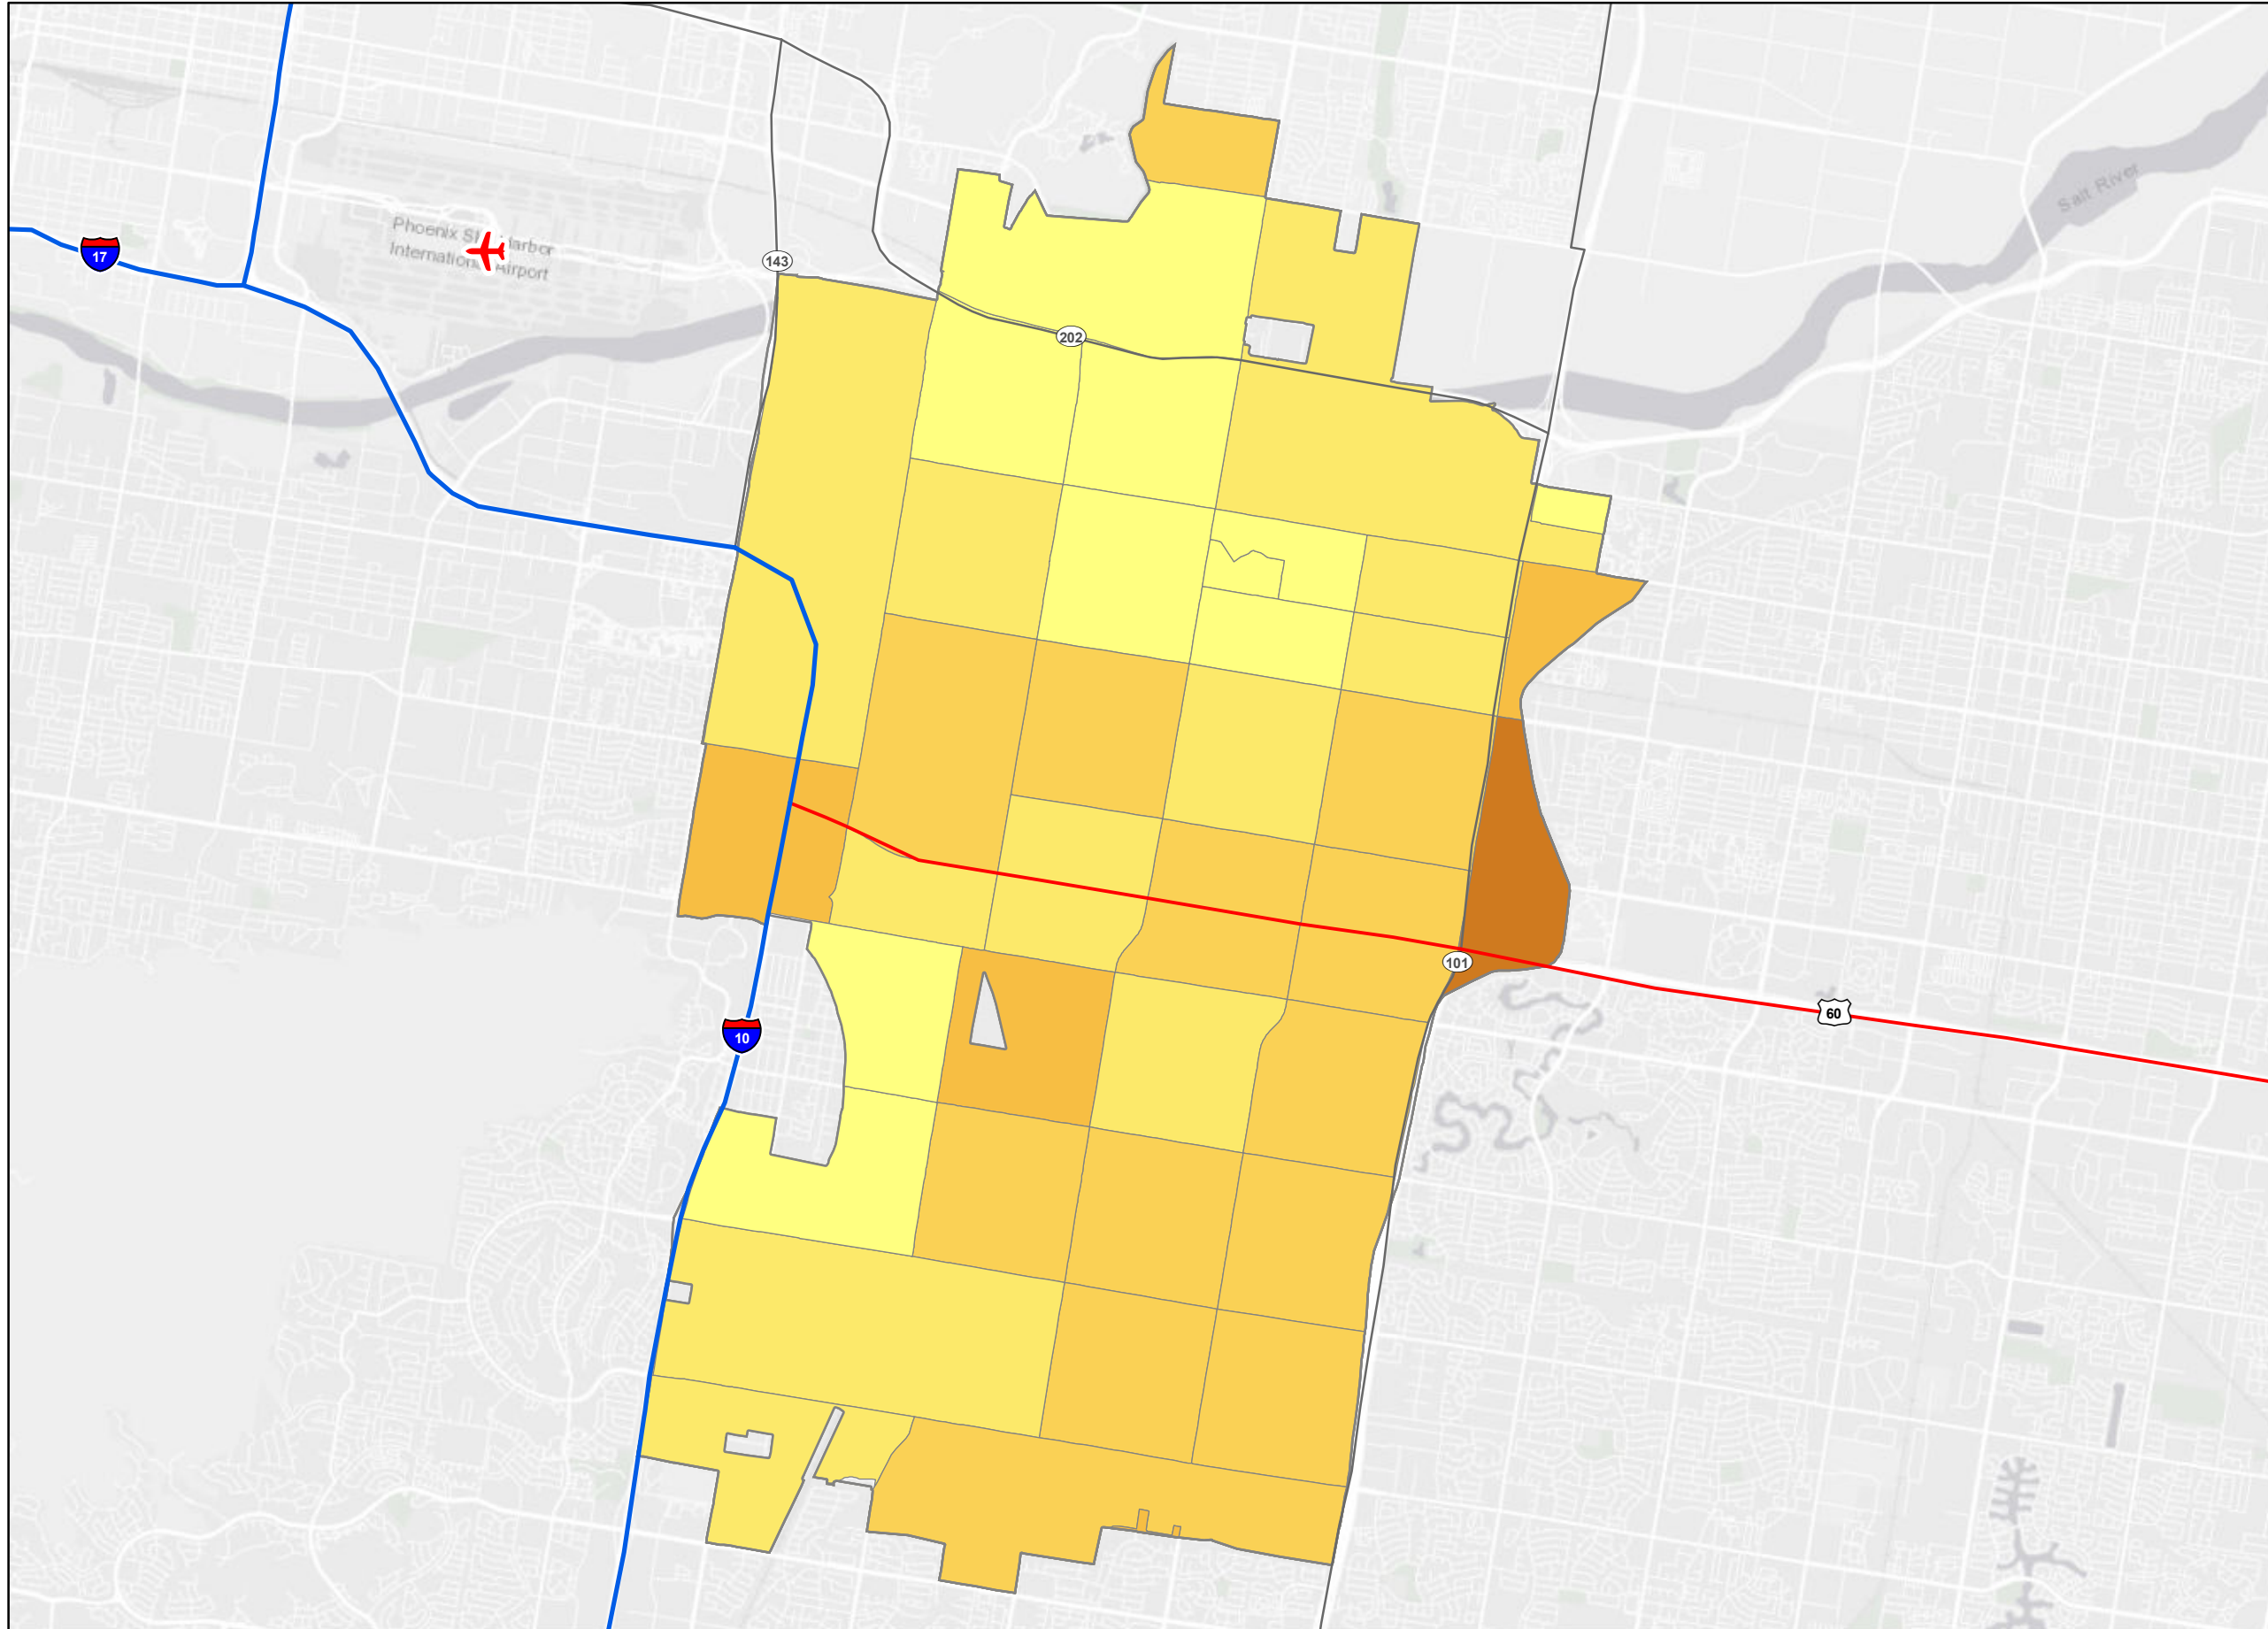 Salt River
Phoenix Sky Harbor
International Airport
17
143
202
101
10
60